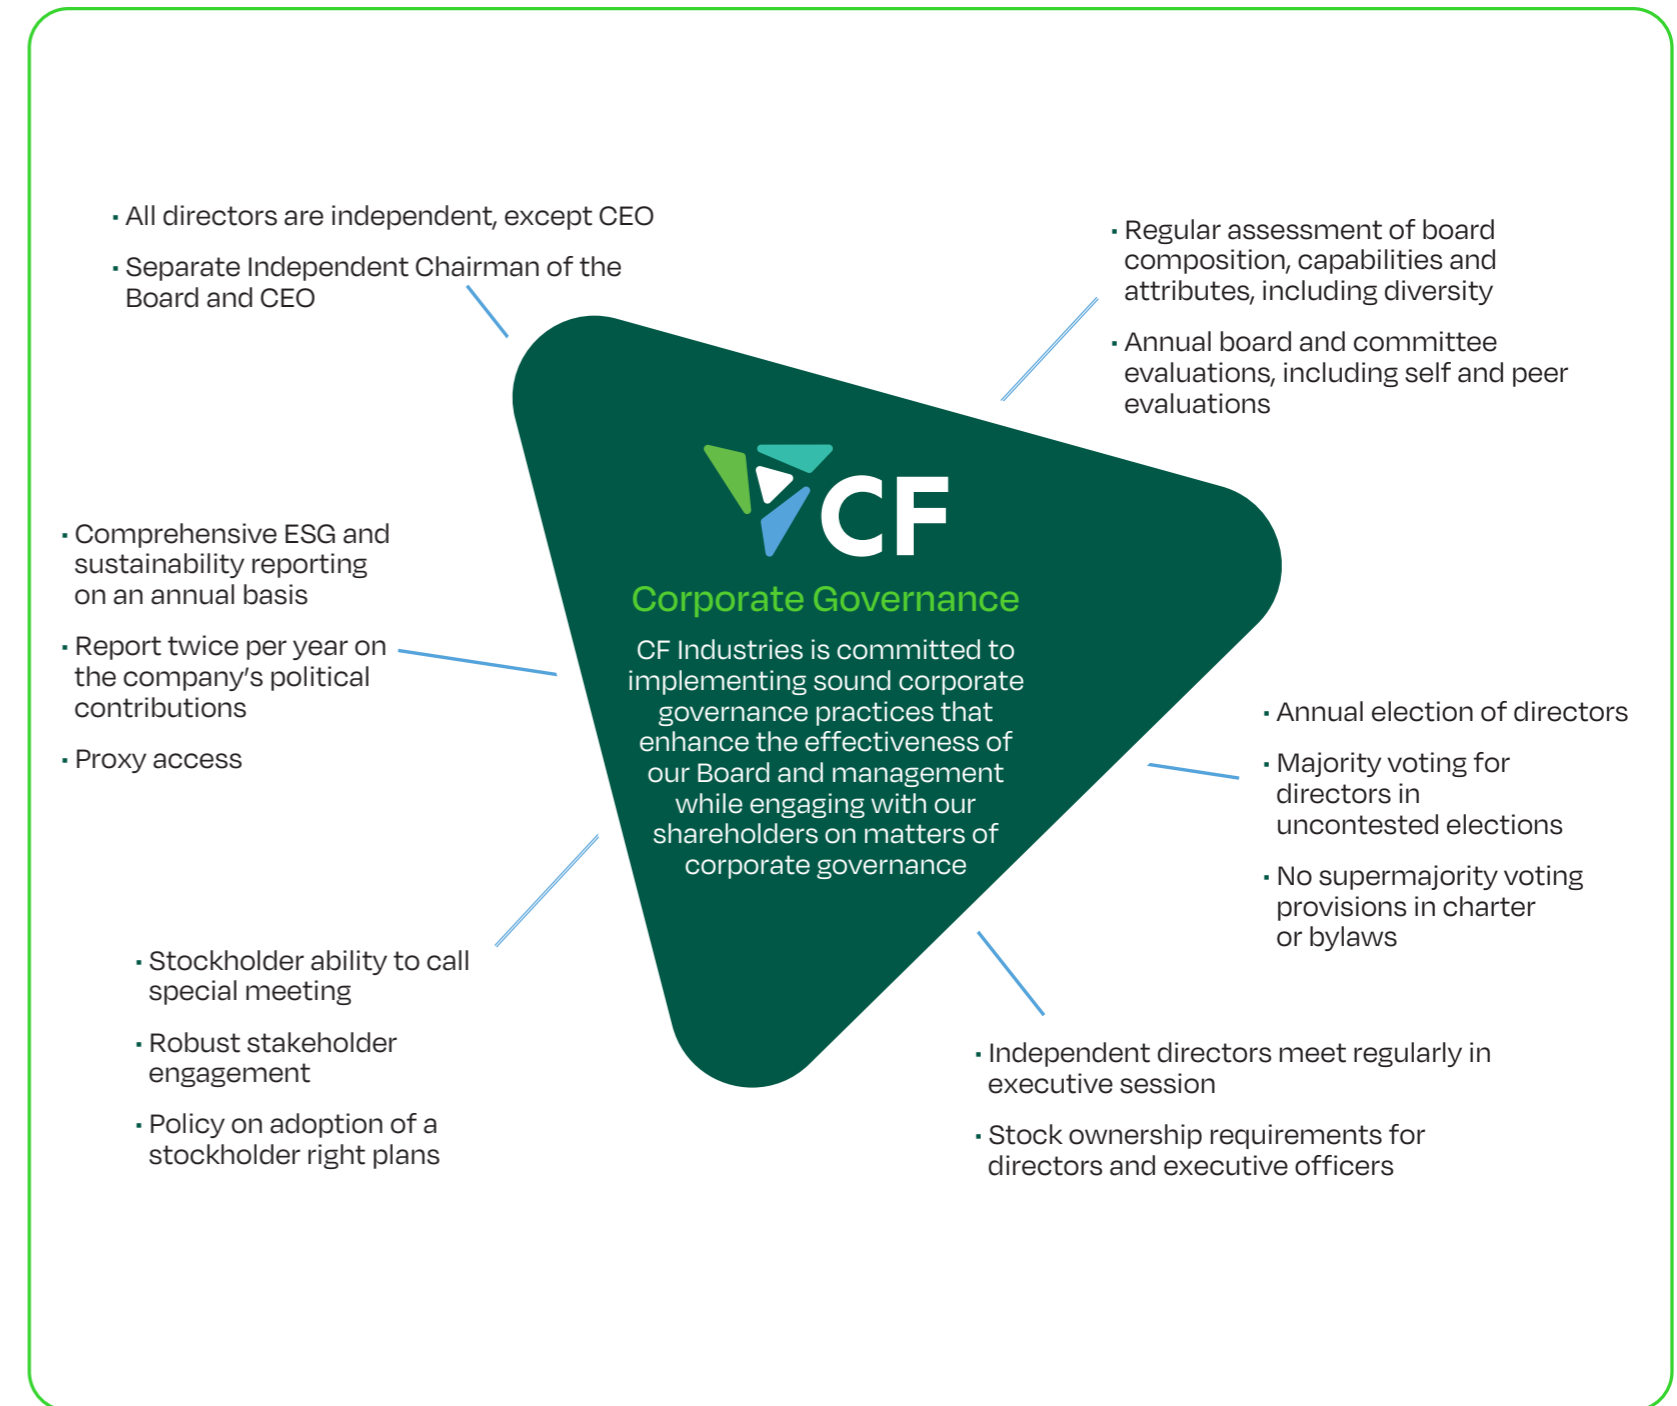 · All directors are independent, except CEO
· Separate Independent Chairman of the
Board and CEO
· Regular assessment of board
composition, capabilities and
attributes, including diversity
· Annual board and committee
evaluations, including self and peer
evaluations
CF
Corporate Governance
CF Industries is committed to
implementing sound corporate
governance practices that
enhance the effectiveness of
our Board and management
while engaging with our
shareholders on matters of
corporate governance
· Comprehensive ESG and
sustainability reporting
on an annual basis
· Report twice per year on
the company's political
contributions
· Proxy access
· Annual election of directors
· Majority voting for
directors in
uncontested elections
· No supermajority voting
provisions in charter
or bylaws
· Stockholder ability to call
special meeting
· Robust stakeholder
engagement
· Policy on adoption of a
stockholder right plans
· Independent directors meet regularly in
executive session
· Stock ownership requirements for
directors and executive officers